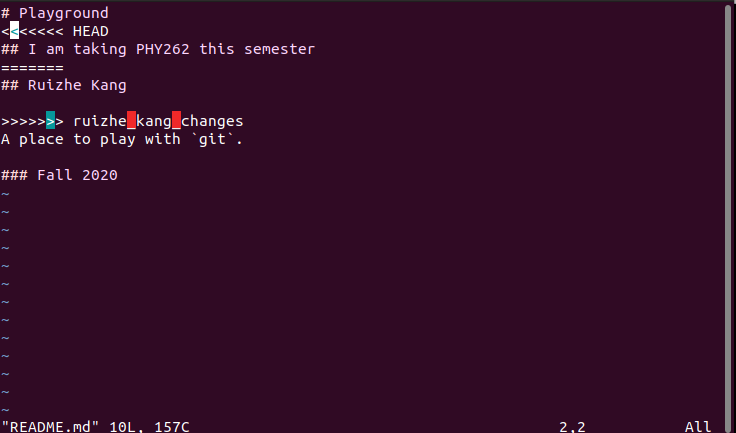 # Playground
<<<<<<< HEAD
## I am taking PHY262 this semester
=======
## Ruizhe Kang
>>>>>>> ruizhe_kang_changes
A place to play with `git`.
### Fall 2020
~
~
~
~
~
~
~
~
~
~
~
~
~
"README.md" 10L, 157C 2,2 All